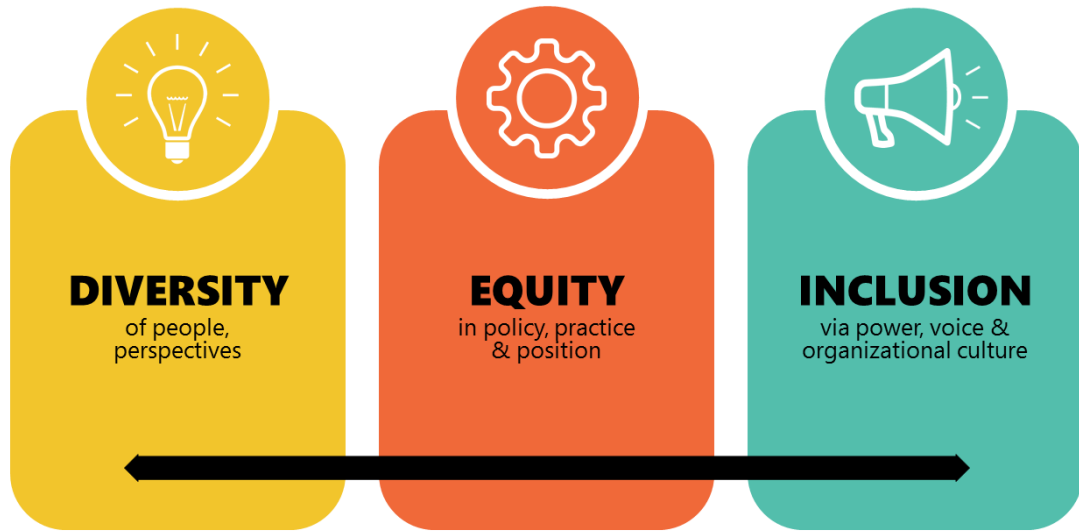 DIVERSITY
of people,
perspectives
EQUITY
in policy, practice
& position
INCLUSION
via power, voice &
organizational culture